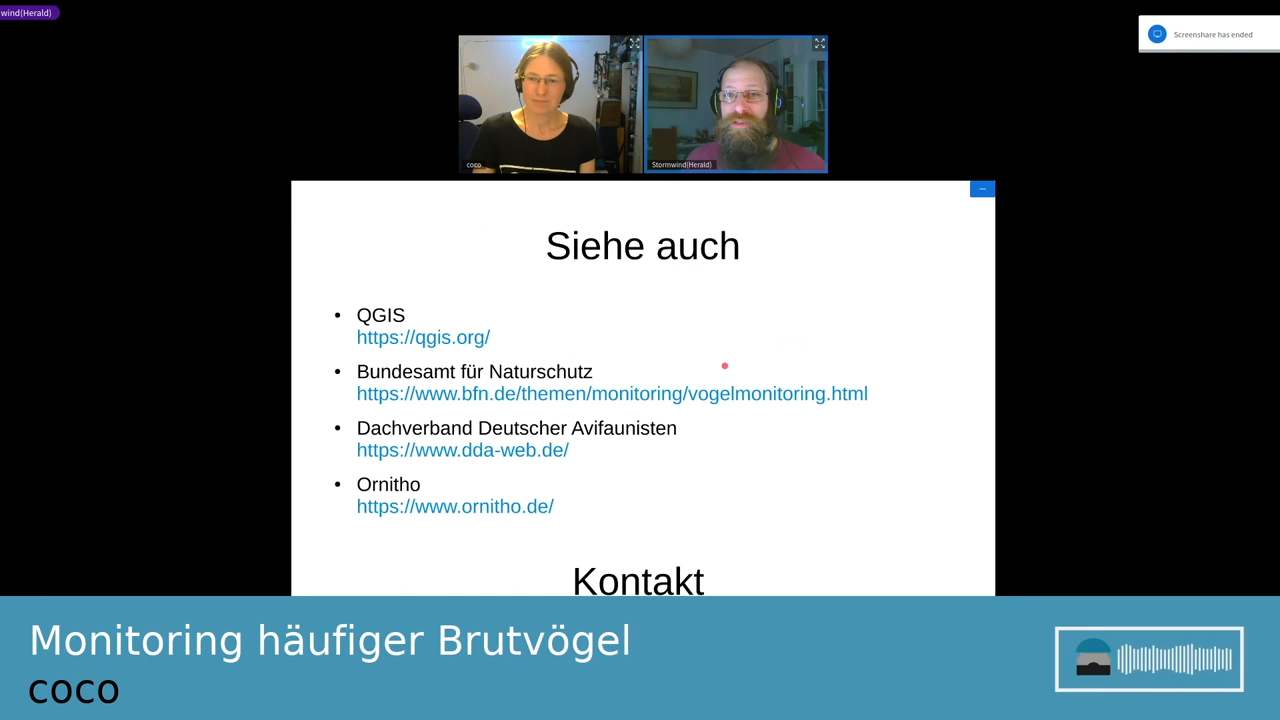 wind(Herald)
Screenshare has ended
coco
Stormwind(Herald)
Siehe auch
• QGIS
https://qgis.org/
• Bundesamt für Naturschutz
https://www.bfn.de/themen/monitoring/vogelmonitoring.html
• Dachverband Deutscher Avifaunisten
https://www.dda-web.de/
• Ornitho
https://www.ornitho.de/
Kontakt
Monitoring häufiger Brutvögel
coco